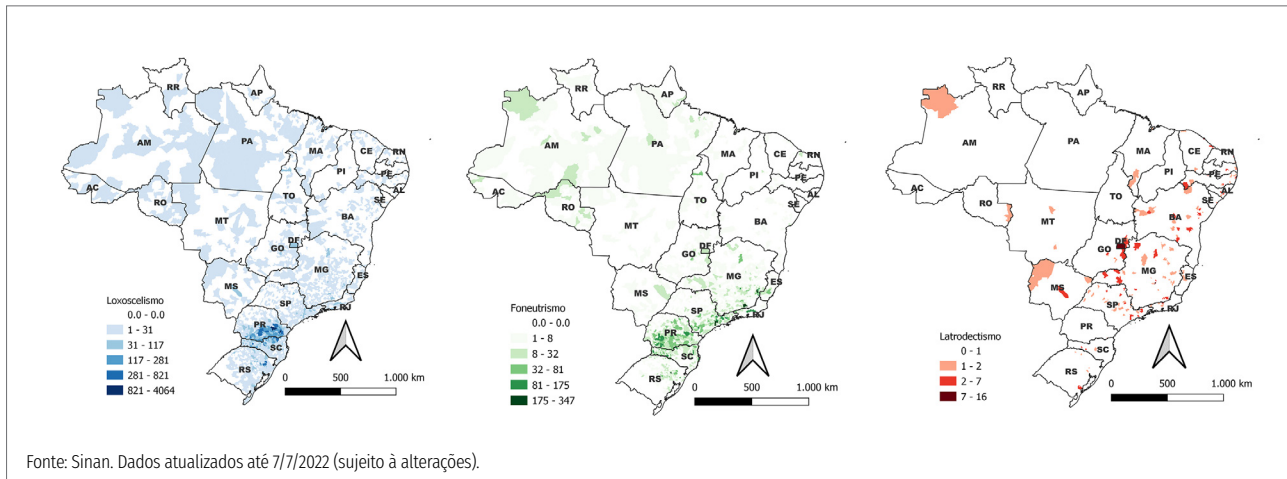 RR
AP
AM
PA
MA
CE
RN
PI
PE
AL
SE
AC
RO
TO
MT
BA
DF
GO
MG
ES
MS
SP
RJ
PR
SC
RS
Loxoscelismo
0.0 - 0.0
1 - 31
31 - 117
117 - 281
281 - 821
821 - 4064
0 500 1.000 km
RR
AP
AM
PA
MA
CE
RN
PI
PE
AL
SE
AC
RO
TO
MT
BA
DF
GO
MG
ES
MS
SP
RJ
PR
SC
RS
Foneutrismo
0.0 - 0.0
1 - 8
8 - 32
32 - 81
81 - 175
175 - 347
0 500 1.000 km
RR
AP
AM
PA
MA
CE
RN
PI
PE
AL
SE
AC
RO
TO
MT
BA
DF
GO
MG
ES
MS
SP
RJ
PR
SC
RS
Latrodectismo
0 - 1
1 - 2
2 - 7
7 - 16
0 500 1.000 km
Fonte: Sinan. Dados atualizados até 7/7/2022 (sujeito à alterações).